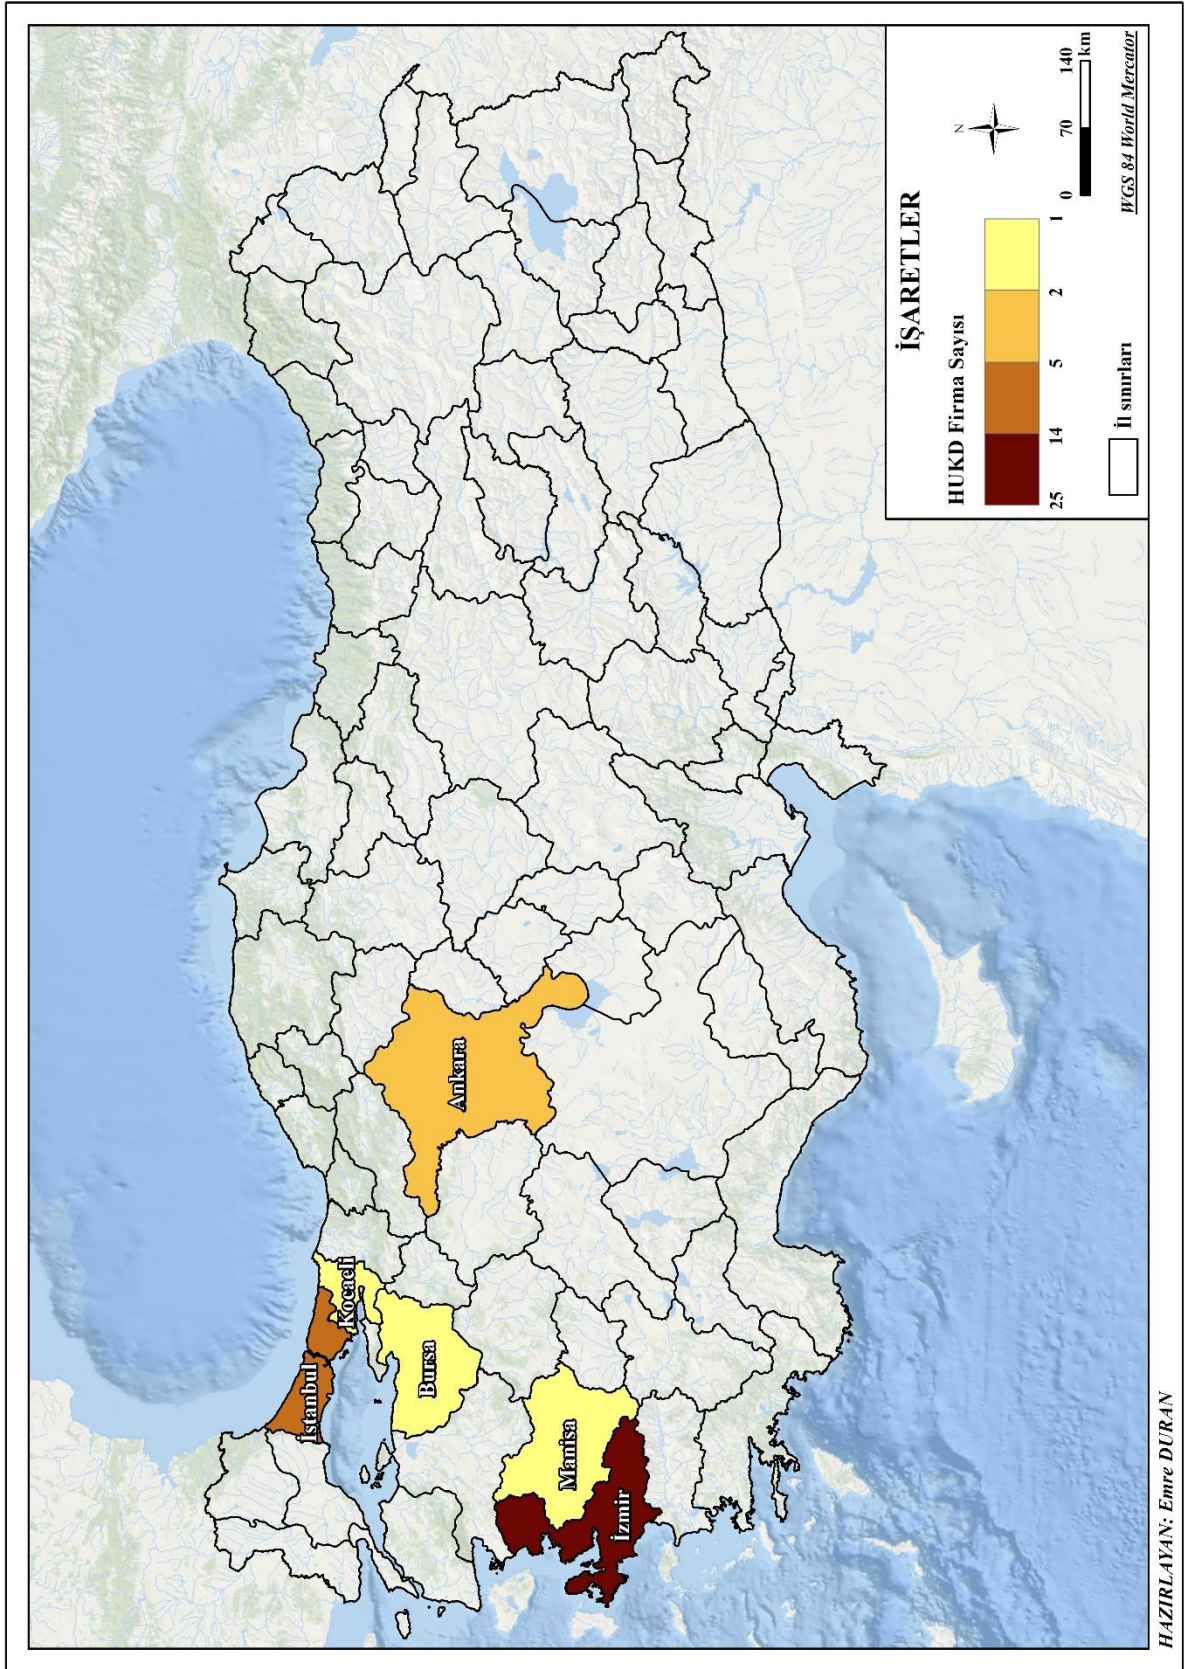 İstanbul
Kocaeli
Bursa
Ankara
Manisa
İzmir
İŞARETLER
HUKD Firma Sayısı
25 14 5 2 1
İl sınırları
N
0 70 140
km
WGS 84 World Mercator
HAZIRLAYAN: Emre DURAN